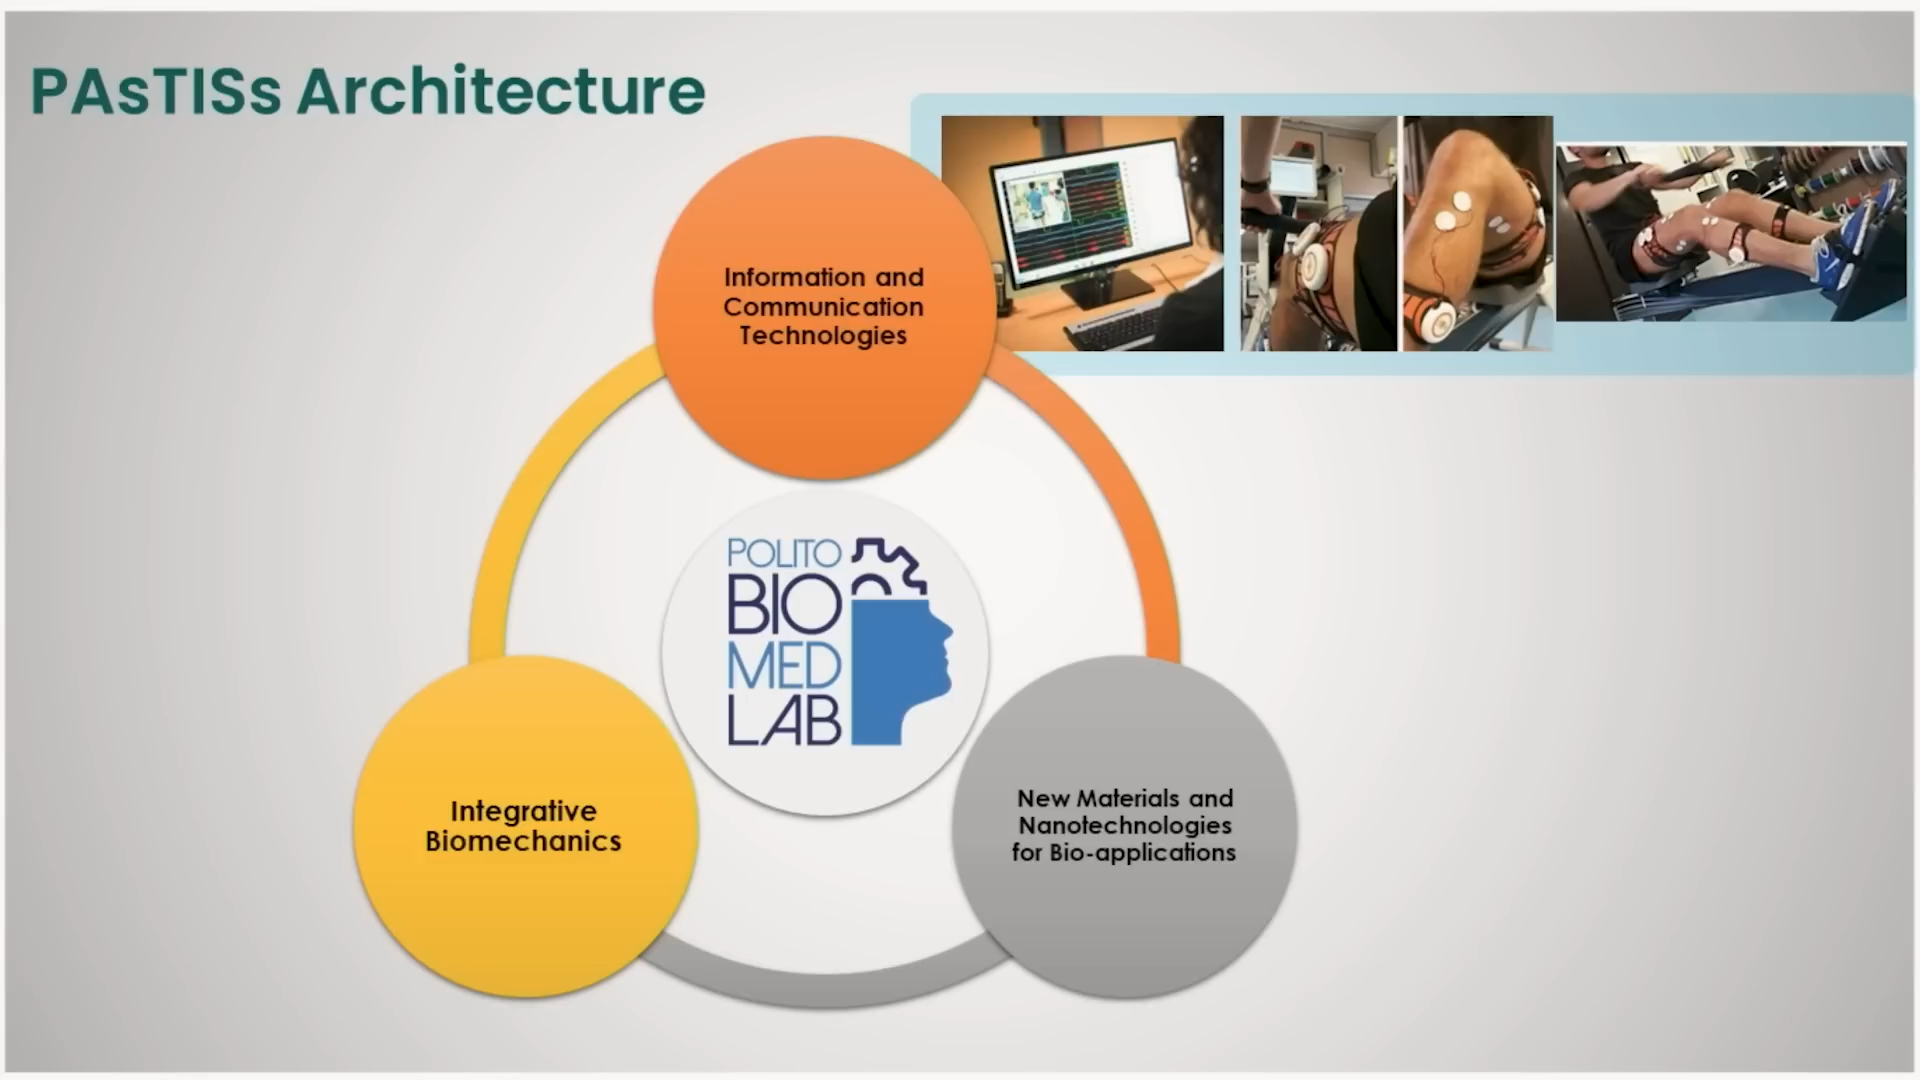 PAsTISs Architecture
Information and
Communication
Technologies
POLITO
BIO
MED
LAB
Integrative
Biomechanics
New Materials and
Nanotechnologies
for Bio-applications